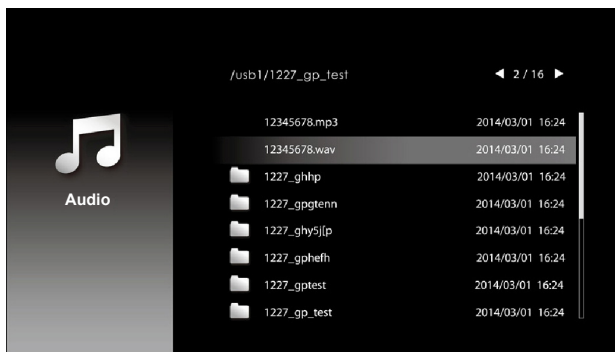 /usb1/1227_gp_test ◀ 2/16 ▶
Audio
12345678.mp3 2014/03/01 16:24
12345678.wav 2014/03/01 16:24
1227_ghhp 2014/03/01 16:24
1227_gpgtenn 2014/03/01 16:24
1227_ghy5j[p 2014/03/01 16:24
1227_gphefh 2014/03/01 16:24
1227_gptest 2014/03/01 16:24
1227_gp_test 2014/03/01 16:24